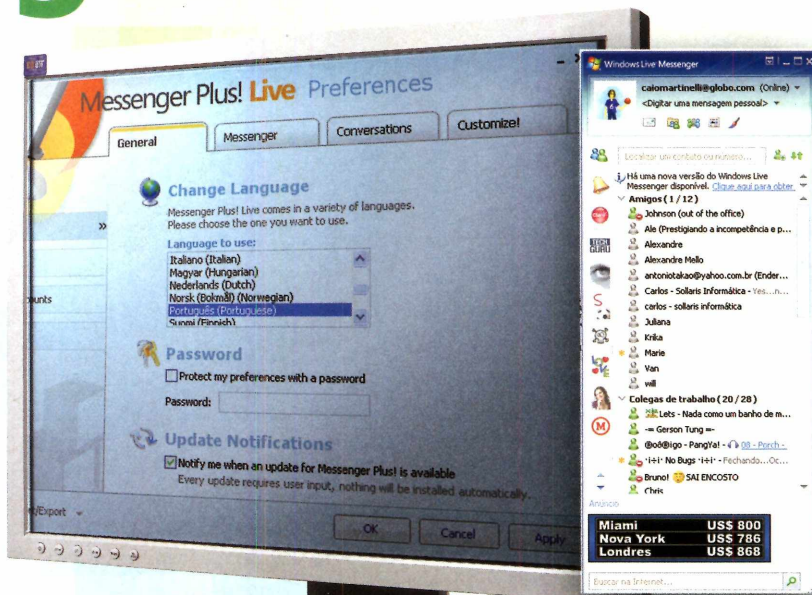 Messenger Plus! Live Preferences
General
Messenger
Conversations
Customize!
Change Language
Messenger Plus! Live comes in a variety of languages.
Please choose the one you want to use.
Language to use:
Italiano (Italian)
Magyar (Hungarian)
Nederlands (Dutch)
Norsk (Bokmål) (Norwegian)
Português (Portuguese)
Suomi (Finnish)
ounts
Password
Protect my preferences with a password
Password:
Update Notifications
Notify me when an update for Messenger Plus! is available
Every update requires user input, nothing will be installed automatically.
t/Export
OK
Cancel
Apply
Windows Live Messenger
caiomartinelli@globo.com (Online)
<Digitar uma mensagem pessoal>
Localizar um contato ou número...
Há uma nova versão do Windows Live
Messenger disponível. Clique aqui para obter
Amigos ( 1 / 12 )
Johnson (out of the office)
Ale (Prestigiando a incompetência e p...
Alexandre
Alexandre Mello
antoniotakao@yahoo.com.br (Ender...
Carlos - Sollaris Informática - Yes...n...
carlos - sollaris informática
Juliana
Krika
Marie
Van
will
Colegas de trabalho ( 20 / 28 )
Lets - Nada como um banho de m...
-= Gerson Tung =-
®oð®igo - PangYa! - 08 - Porch -
·i÷i· No Bugs ·i÷i· - Fechando...Oc...
Bruno! SAI ENCOSTO
Chris
Anúncio
Miami US$ 800
Nova York US$ 786
Londres US$ 868
Buscar na Internet...